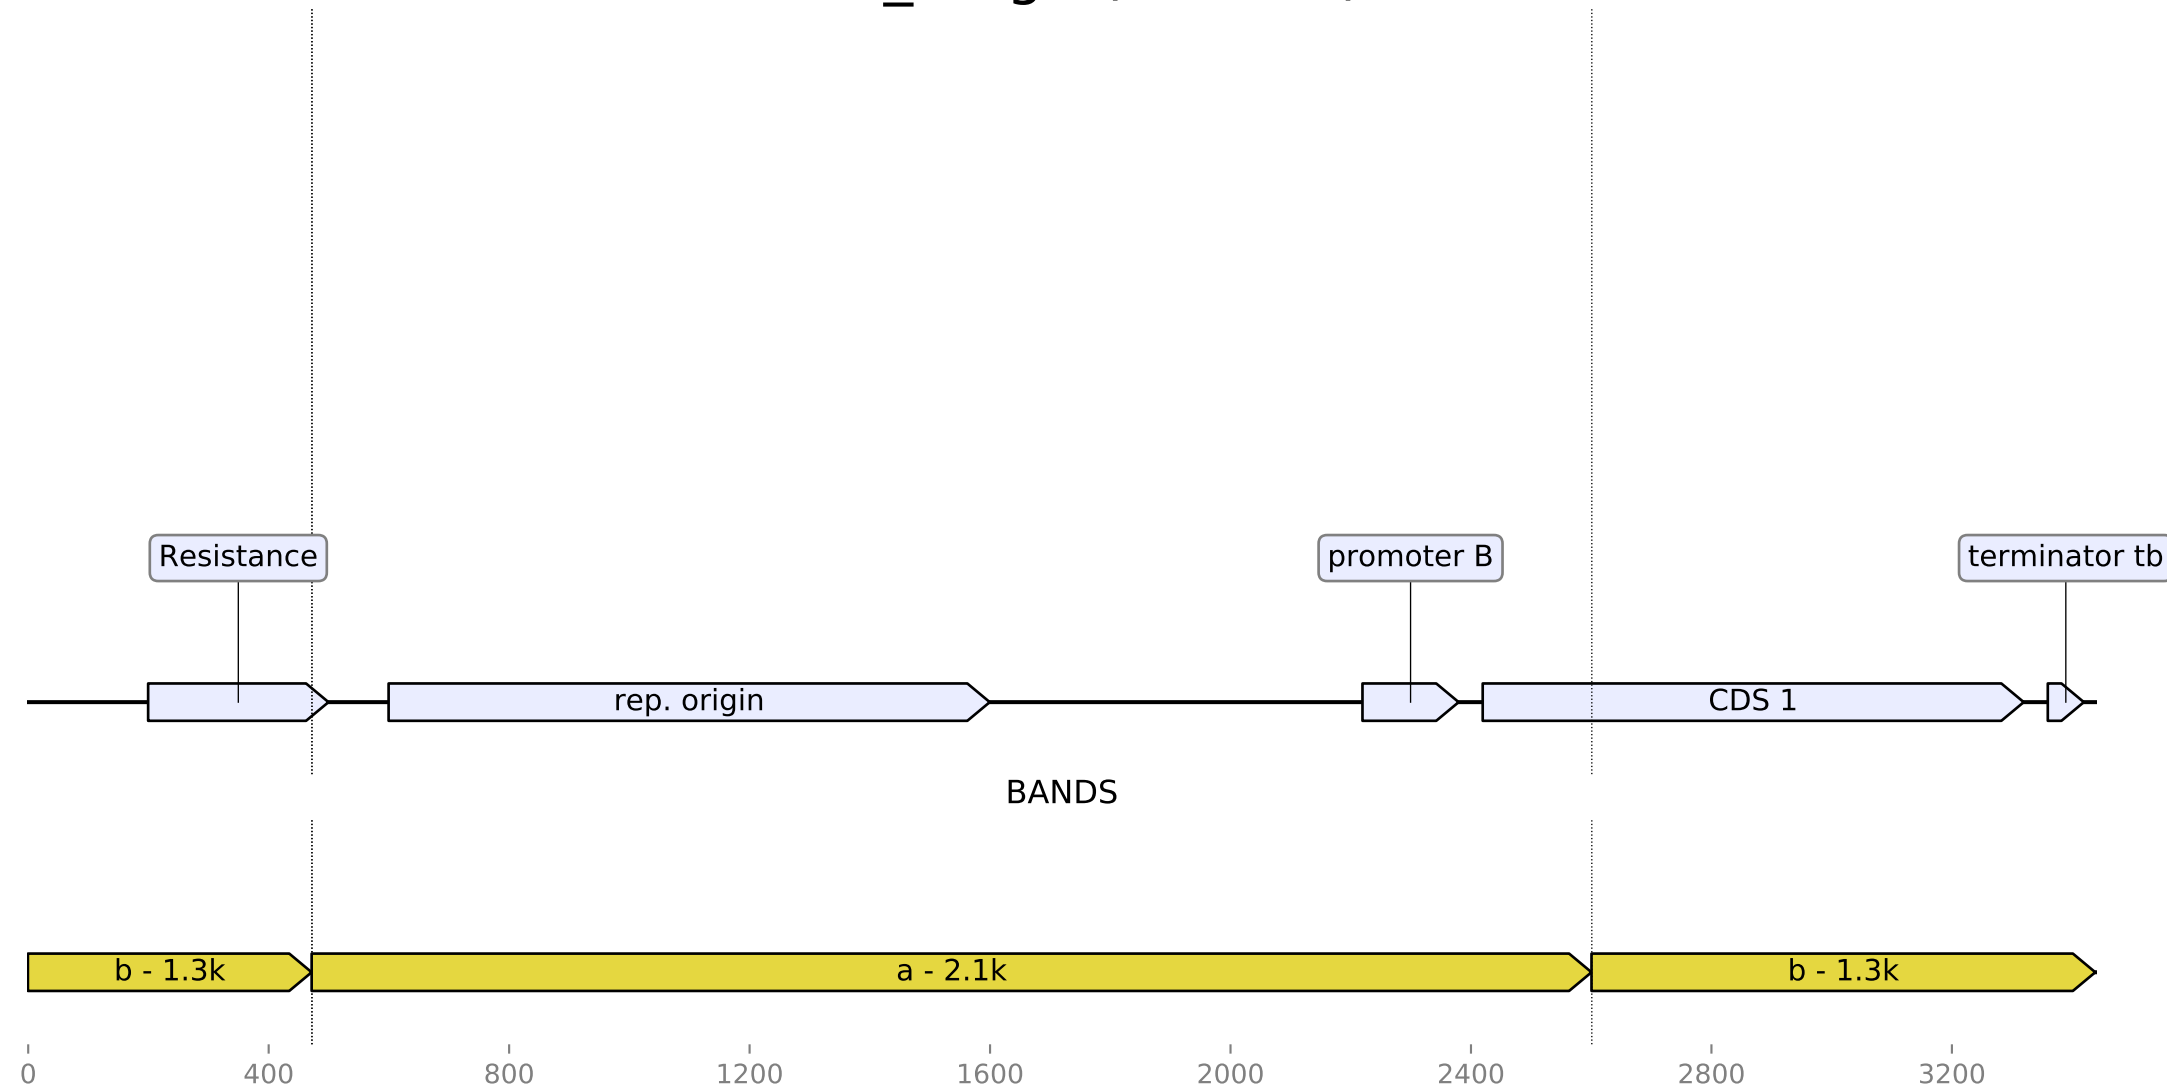 Resistance
promoter B
terminator tb
rep. origin
CDS 1
BANDS
b - 1.3k
a - 2.1k
b - 1.3k
0 400 800 1200 1600 2000 2400 2800 3200